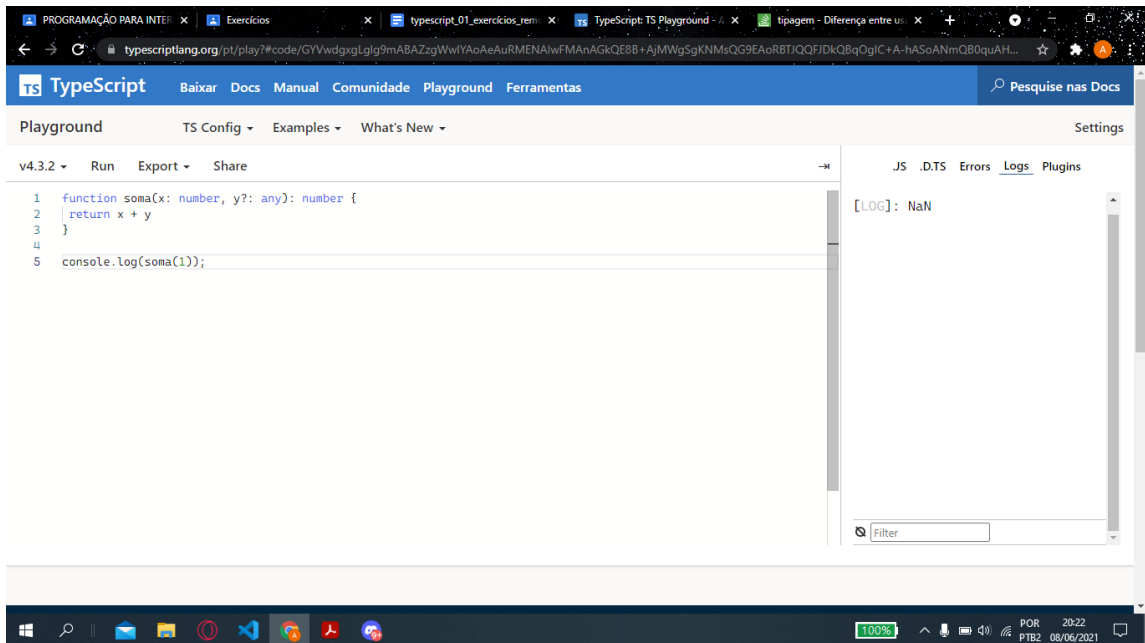 PROGRAMAÇÃO PARA INTER
Exercícios
typescript_01_exercícios_rem
TypeScript: TS Playground - A
tipagem - Diferença entre us
typescriptlang.org/pt/play?#code/
A
TS TypeScript Baixar Docs Manual Comunidade Playground Ferramentas Pesquise nas Docs
Playground TS Config Examples What's New Settings
v4.3.2 Run Export Share .JS .D.TS Errors Logs Plugins
1 function soma(x: number, y?: any): number {
2 return x + y
3 }
4
5 console.log(soma(1));
[LOG]: NaN
Filter
100% POR 20:22
PTB2 08/06/2021